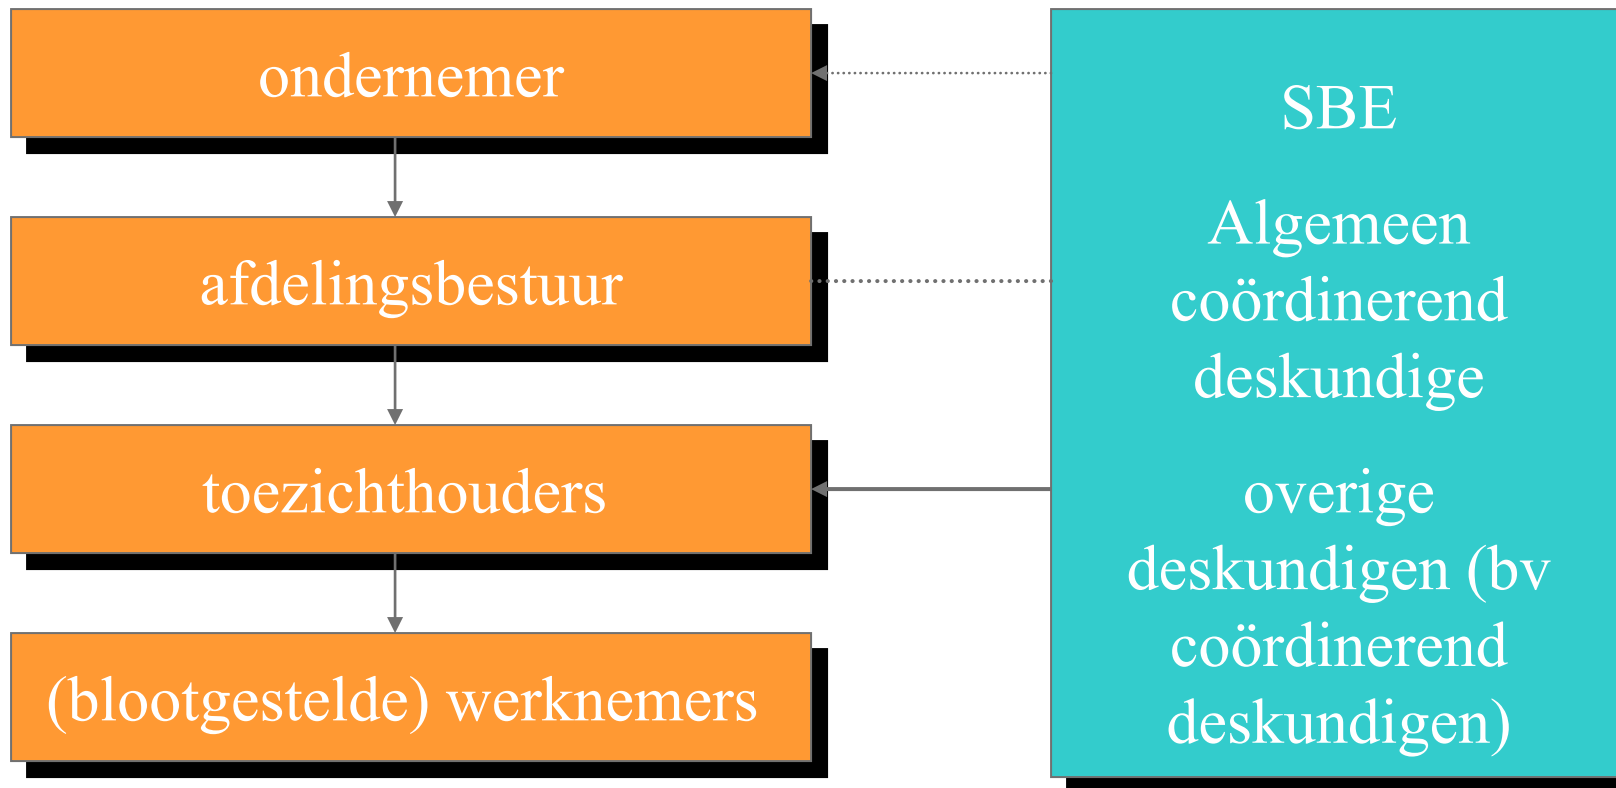 ondernemer
afdelingsbestuur
toezichthouders
(blootgestelde) werknemers
SBE
Algemeen
coördinerend
deskundige
overige
deskundigen (bv
coördinerend
deskundigen)